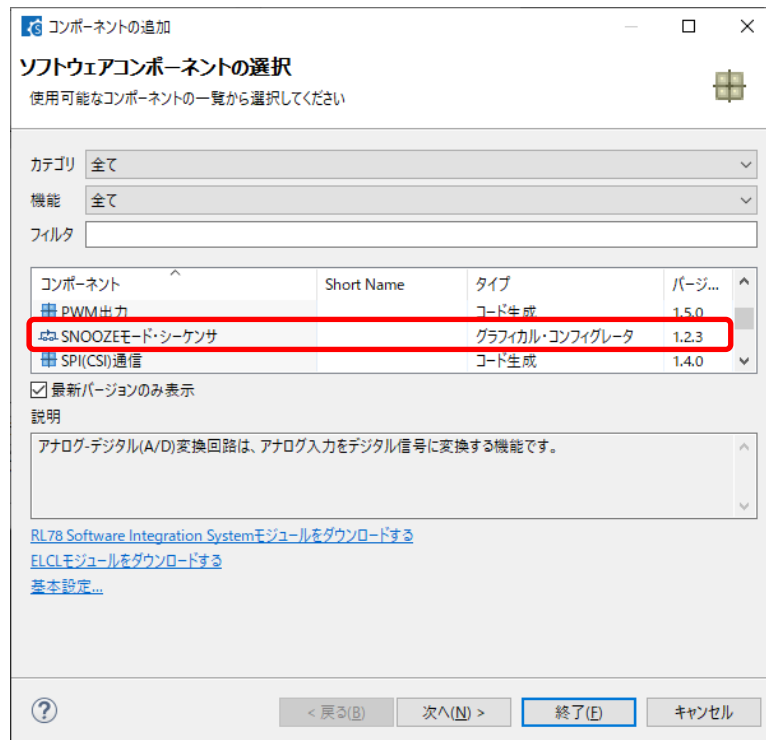 コンポーネントの追加
ソフトウェアコンポーネントの選択
使用可能なコンポーネントの一覧から選択してください
カテゴリ 全て
機能 全て
フィルタ
コンポーネント Short Name タイプ バージ...
PWM出力 コード生成 1.5.0
SNOOZEモード・シーケンサ グラフィカル・コンフィグレータ 1.2.3
SPI(CSI)通信 コード生成 1.4.0
最新バージョンのみ表示
説明
アナログ-デジタル(A/D)変換回路は、アナログ入力をデジタル信号に変換する機能です。
RL78 Software Integration Systemモジュールをダウンロードする
ELCLモジュールをダウンロードする
基本設定...
< 戻る(B) 次へ(N) > 終了(F) キャンセル